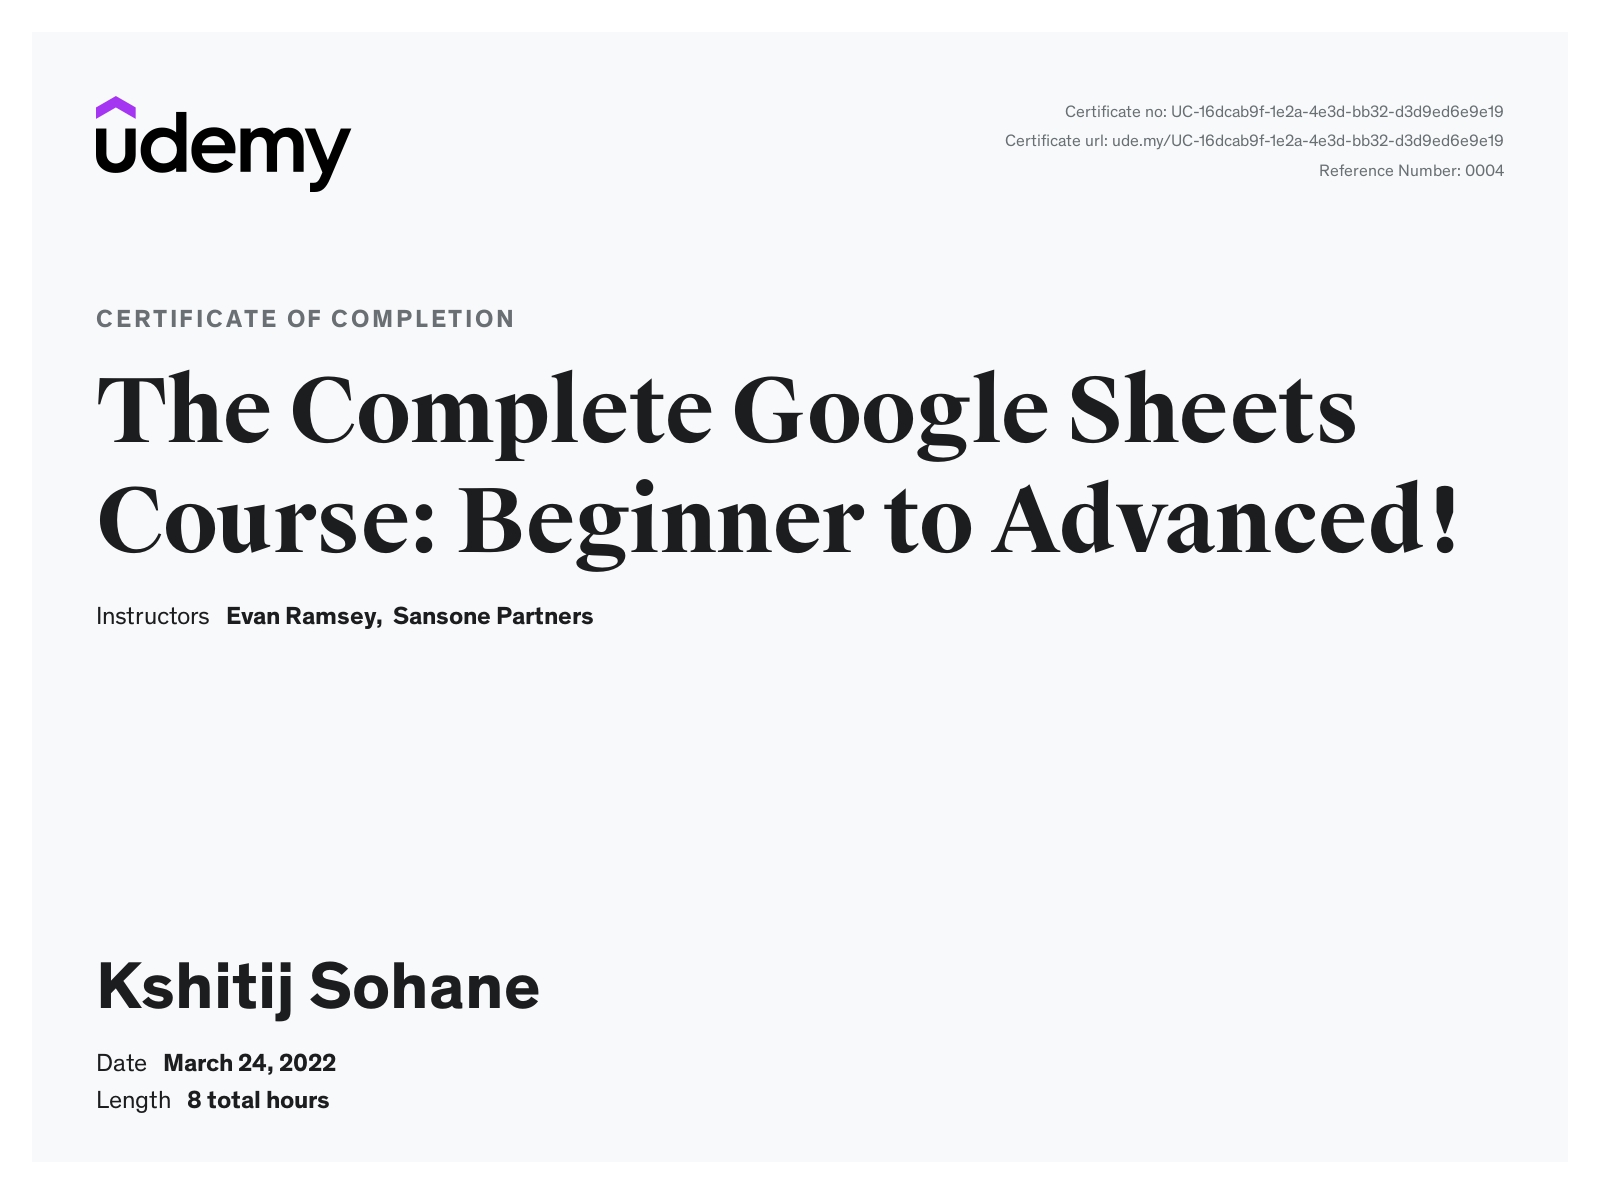 udemy
Certificate no: UC-16dcab9f-1e2a-4e3d-bb32-d3d9ed6e9e19
Certificate url: ude.my/UC-16dcab9f-1e2a-4e3d-bb32-d3d9ed6e9e19
Reference Number: 0004
CERTIFICATE OF COMPLETION
The Complete Google Sheets
Course: Beginner to Advanced!
Instructors Evan Ramsey, Sansone Partners
Kshitij Sohane
Date March 24, 2022
Length 8 total hours